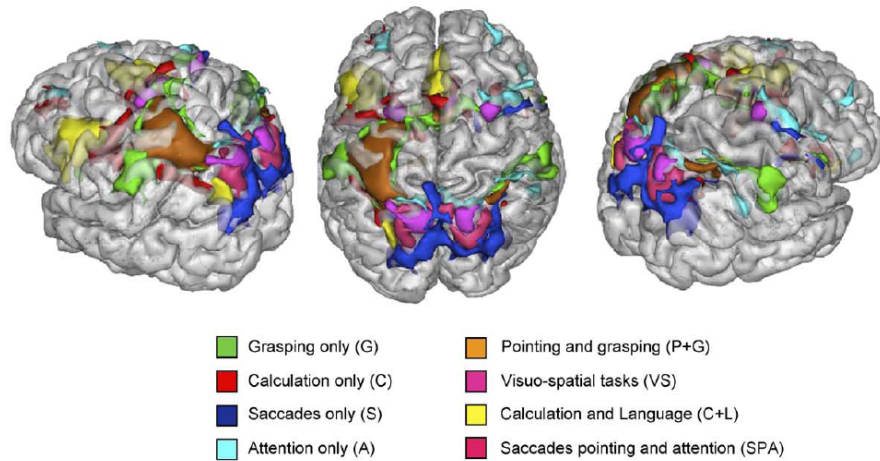 Grasping only (G)
Calculation only (C)
Saccades only (S)
Attention only (A)
Pointing and grasping (P+G)
Visuo-spatial tasks (VS)
Calculation and Language (C+L)
Saccades pointing and attention (SPA)